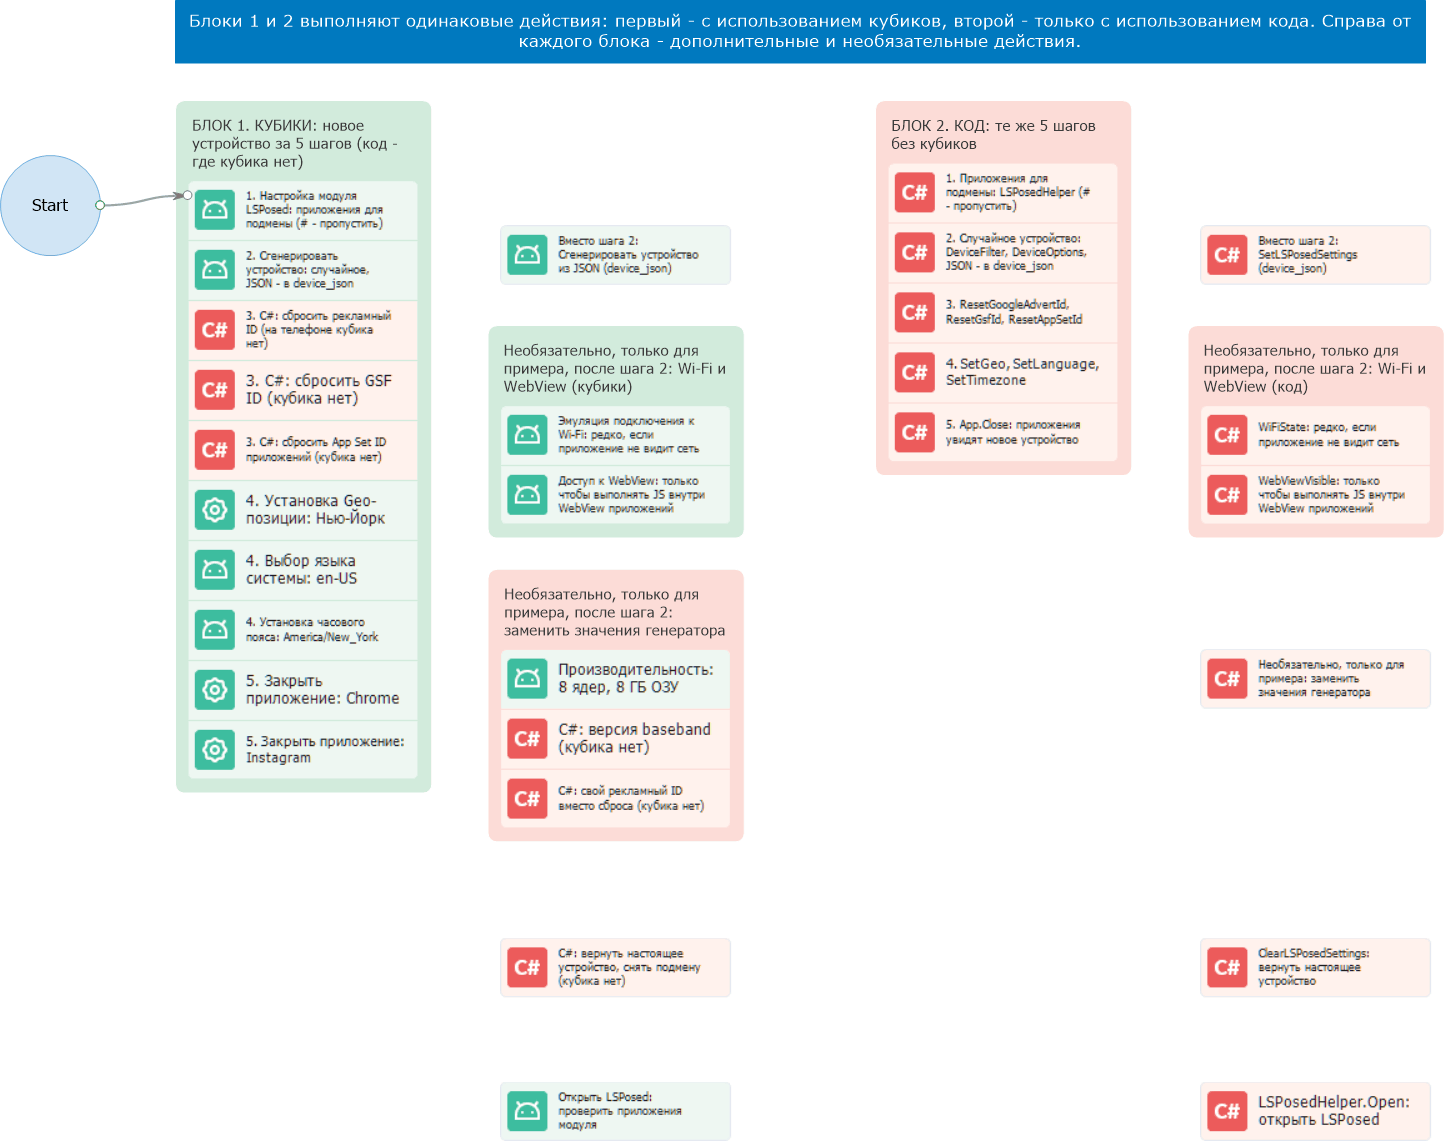 Блоки 1 и 2 выполняют одинаковые действия: первый - с использованием кубиков, второй - только с использованием кода. Справа от
каждого блока - дополнительные и необязательные действия.
Start
БЛОК 1. КУБИКИ: новое
устройство за 5 шагов (код -
где кубика нет)
1. Настройка модуля
LSPosed: приложения для
подмены (# - пропустить)
2. Сгенерировать
устройство: случайное,
JSON - в device_json
C#
3. C#: сбросить рекламный
ID (на телефоне кубика
нет)
C#
3. C#: сбросить GSF
ID (кубика нет)
C#
3. C#: сбросить App Set ID
приложений (кубика нет)
4. Установка Geo-
позиции: Нью-Йорк
4. Выбор языка
системы: en-US
4. Установка часового
пояса: America/New_York
5. Закрыть
приложение: Chrome
5. Закрыть приложение:
Instagram
Вместо шага 2:
Сгенерировать устройство
из JSON (device_json)
Необязательно, только для
примера, после шага 2: Wi-Fi и
WebView (кубики)
Эмуляция подключения к
Wi-Fi: редко, если
приложение не видит сеть
Доступ к WebView: только
чтобы выполнять JS внутри
WebView приложений
Необязательно, только для
примера, после шага 2:
заменить значения генератора
Производительность:
8 ядер, 8 ГБ ОЗУ
C#
C#: версия baseband
(кубика нет)
C#
C#: свой рекламный ID
вместо сброса (кубика нет)
C#
C#: вернуть настоящее
устройство, снять подмену
(кубика нет)
Открыть LSPosed:
проверить приложения
модуля
БЛОК 2. КОД: те же 5 шагов
без кубиков
C#
1. Приложения для
подмены: LSPosedHelper (#
- пропустить)
C#
2. Случайное устройство:
DeviceFilter, DeviceOptions,
JSON - в device_json
C#
3. ResetGoogleAdvertId,
ResetGsfId, ResetAppSetId
C#
4. SetGeo, SetLanguage,
SetTimezone
C#
5. App.Close: приложения
увидят новое устройство
C#
Вместо шага 2:
SetLSPosedSettings
(device_json)
Необязательно, только для
примера, после шага 2: Wi-Fi и
WebView (код)
C#
WiFiState: редко, если
приложение не видит сеть
C#
WebViewVisible: только
чтобы выполнять JS внутри
WebView приложений
C#
Необязательно, только для
примера: заменить
значения генератора
C#
ClearLSPosedSettings:
вернуть настоящее
устройство
C#
LSPosedHelper.Open:
открыть LSPosed